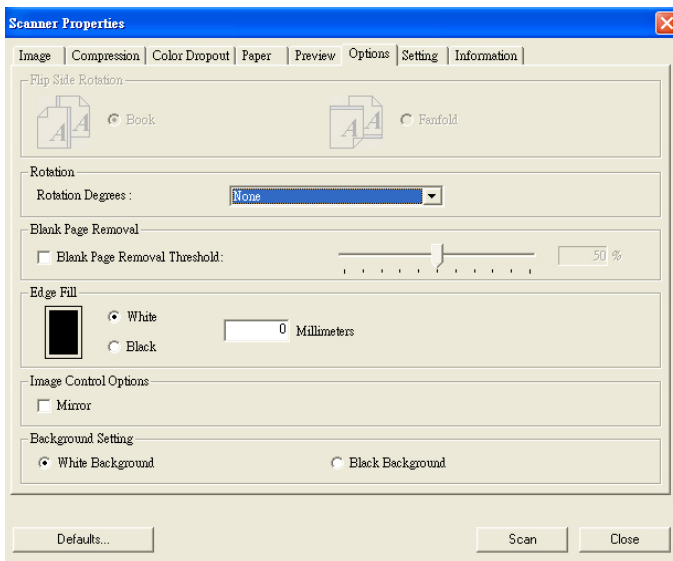 Scanner Properties
Image Compression Color Dropout Paper Preview Options Setting Information
Flip Side Rotation
A A Book A A Fanfold
Rotation
Rotation Degrees : None
Blank Page Removal
Blank Page Removal Threshold: 50 %
Edge Fill
White
0 Millimeters
Black
Image Control Options
Mirror
Background Setting
White Background Black Background
Defaults... Scan Close